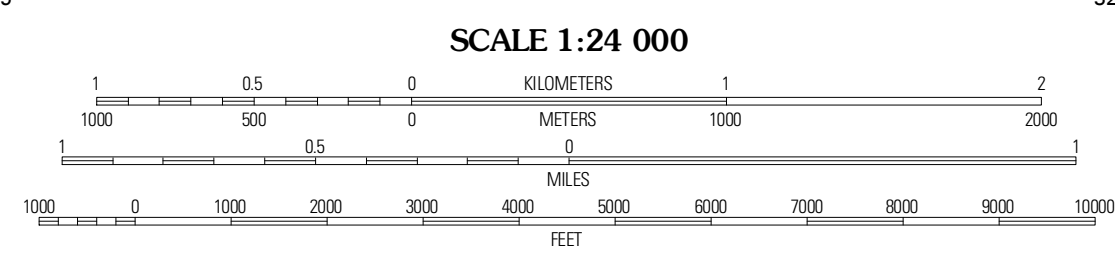 SCALE 1:24 000
1 0.5 0 KILOMETERS 1 2
1000 500 0 METERS 1000 2000
1 0.5 0 1
MILES
1000 0 1000 2000 3000 4000 5000 6000 7000 8000 9000 10000
FEET